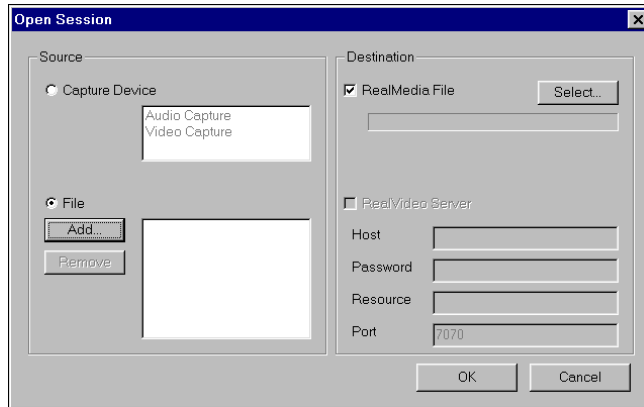 Open Session
Source
Capture Device
Audio Capture
Video Capture
File
Add...
Remove
Destination
RealMedia File
Select...
RealVideo Server
Host
Password
Resource
Port
7070
OK
Cancel